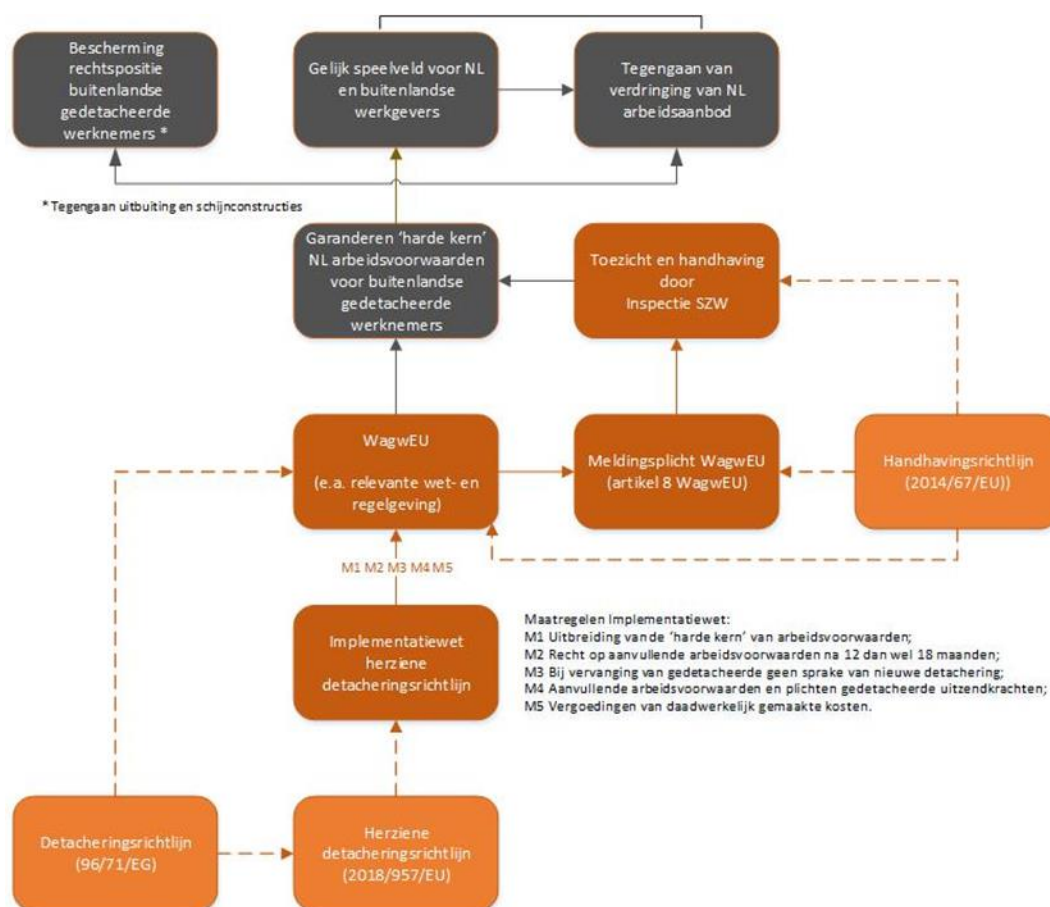 Bescherming
rechtspositie
buitenlandse
gedetacheerde
werknemers *
Gelijk speelveld voor NL
en buitenlandse
werkgevers
Tegengaan van
verdringing van NL
arbeidsaanbod
* Tegengaan uitbuiting en schijnconstructies
Garanderen ‘harde kern’
NL arbeidsvoorwaarden
voor buitenlandse
gedetacheerde
werknemers
Toezicht en handhaving
door
Inspectie SZW
WagwEU
(e.a. relevante wet- en
regelgeving)
Meldingsplicht WagwEU
(artikel 8 WagwEU)
Handhavingsrichtlijn
(2014/67/EU))
M1 M2 M3 M4 M5
Implementatiewet
herziene
detacheringsrichtlijn
Maatregelen Implementatiewet:
M1 Uitbreiding van de ‘harde kern’ van arbeidsvoorwaarden;
M2 Recht op aanvullende arbeidsvoorwaarden na 12 dan wel 18 maanden;
M3 Bij vervanging van gedetacheerde geen sprake van nieuwe detachering;
M4 Aanvullende arbeidsvoorwaarden en plichten gedetacheerde uitzendkrachten;
M5 Vergoedingen van daadwerkelijk gemaakte kosten.
Detacheringsrichtlijn
(96/71/EG)
Herziene
detacheringsrichtlijn
(2018/957/EU)